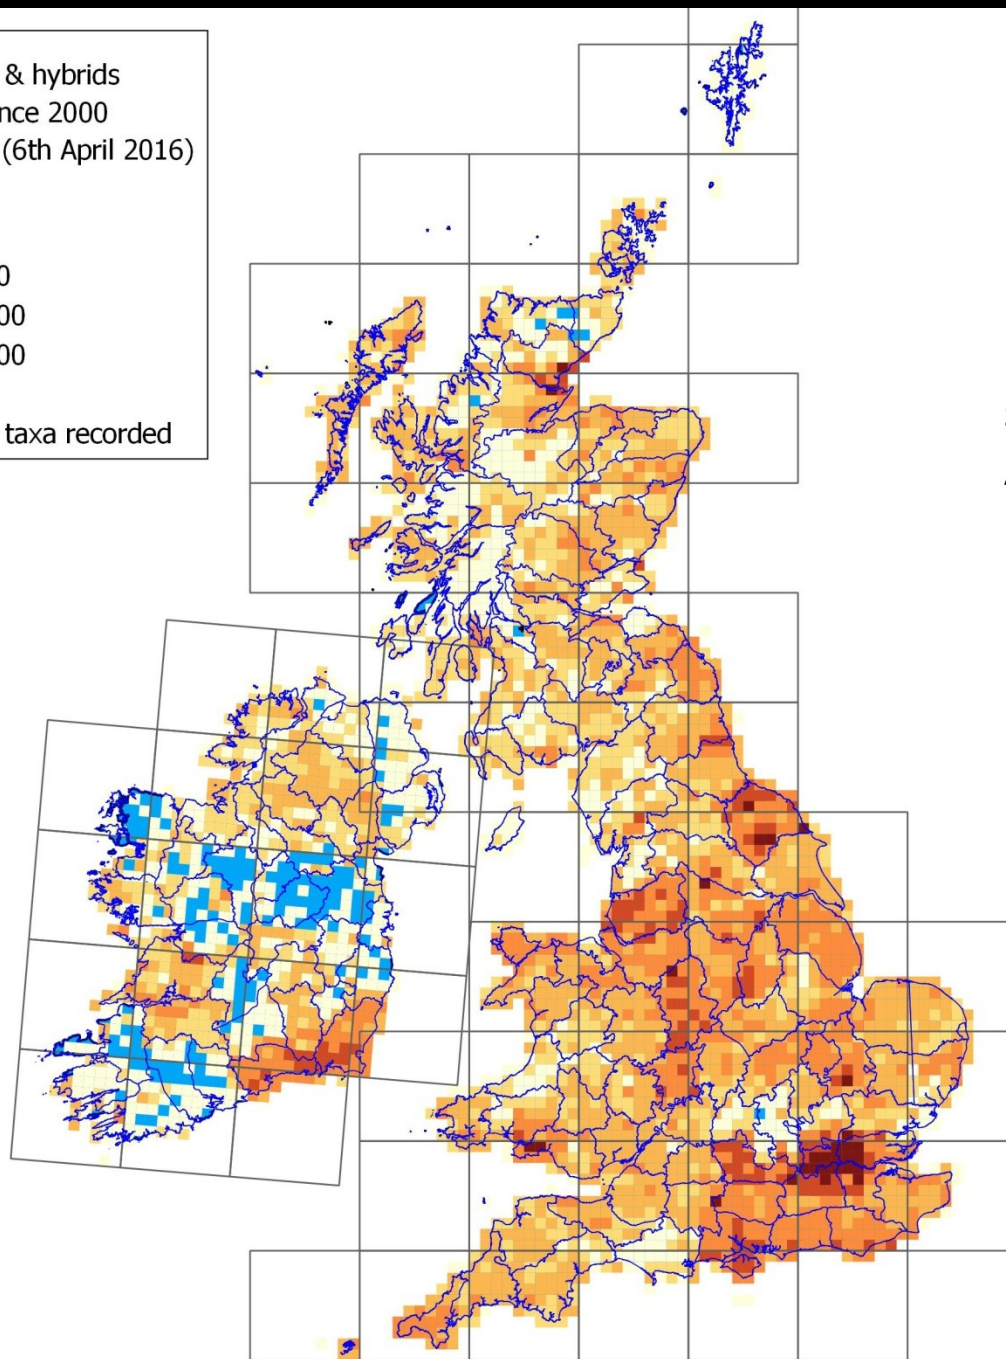 & hybrids
nce 2000
(6th April 2016)
0
00
00
taxa recorded